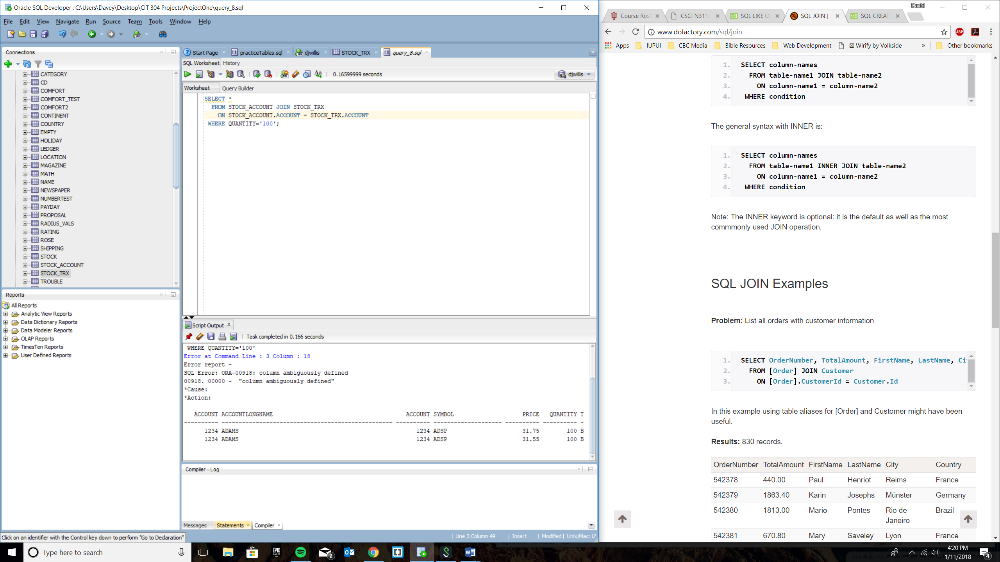 Oracle SQL Developer : C:\Users\Davey\Desktop\CIT 304 Projects\ProjectOne\query_8.sql
File Edit View Navigate Run Source Team Tools Window Help
Connections
CATEGORY
CD
COMFORT
COMFORT_TEST
COMFORT2
CONTINENT
COUNTRY
EMPTY
HOLIDAY
LEDGER
LOCATION
MAGAZINE
MATH
NAME
NEWSPAPER
NUMBERTEST
PAYDAY
PROPOSAL
RADIUS_VALS
RATING
ROSE
SHIPPING
STOCK
STOCK_ACCOUNT
STOCK_TRX
TROUBLE
Reports
All Reports
Analytic View Reports
Data Dictionary Reports
Data Modeler Reports
OLAP Reports
TimesTen Reports
User Defined Reports
Start Page practiceTables.sql djwillis STOCK_TRX query_8.sql
SQL Worksheet History
0.16599999 seconds djwillis
Worksheet Query Builder
SELECT *
FROM STOCK_ACCOUNT JOIN STOCK_TRX
ON STOCK_ACCOUNT.ACCOUNT = STOCK_TRX.ACCOUNT
WHERE QUANTITY='100';
Script Output
Task completed in 0.166 seconds
WHERE QUANTITY='100'
Error at Command Line : 3 Column : 18
Error report -
SQL Error: ORA-00918: column ambiguously defined
00918. 00000 - "column ambiguously defined"
*Cause:
*Action:
ACCOUNT ACCOUNTLONGNAME ACCOUNT SYMBOL PRICE QUANTITY T
---------- -------------------------------------------------- ---------- -------------------- ---------- ---------- -
1234 ADAMS 1234 ADSP 31.75 100 B
1234 ADAMS 1234 ADSP 31.55 100 B
Compiler - Log
Messages Statements Compiler
Click on an identifier with the Control key down to perform "Go to Declaration"
| Line 3 Column 49 | Insert | Modified | Unix/Mac: LF
David
Course Ros CSCI N311: SQL LIKE O SQL JOIN | SQL CREATE
www.dofactory.com/sql/join
ABP
Apps IUPUI CBC Media Bible Resources Web Development Wirify by Volkside » Other bookmarks
1. SELECT column-names
2. FROM table-name1 JOIN table-name2
3. ON column-name1 = column-name2
4. WHERE condition
The general syntax with INNER is:
1. SELECT column-names
2. FROM table-name1 INNER JOIN table-name2
3. ON column-name1 = column-name2
4. WHERE condition
Note: The INNER keyword is optional: it is the default as well as the most
commmonly used JOIN operation.
SQL JOIN Examples
Problem: List all orders with customer information
1. SELECT OrderNumber, TotalAmount, FirstName, LastName, Ci
2. FROM [Order] JOIN Customer
3. ON [Order].CustomerId = Customer.Id
In this example using table aliases for [Order] and Customer might have been
useful.
Results: 830 records.
OrderNumber TotalAmount FirstName LastName City Country
542378 440.00 Paul Henriot Reims France
542379 1863.40 Karin Josephs Münster Germany
542380 1813.00 Mario Pontes Rio de Janeiro Brazil
542381 670.80 Mary Saveley Lyon France
Type here to search
EPIC GAMES
2
4:20 PM
1/11/2018
4